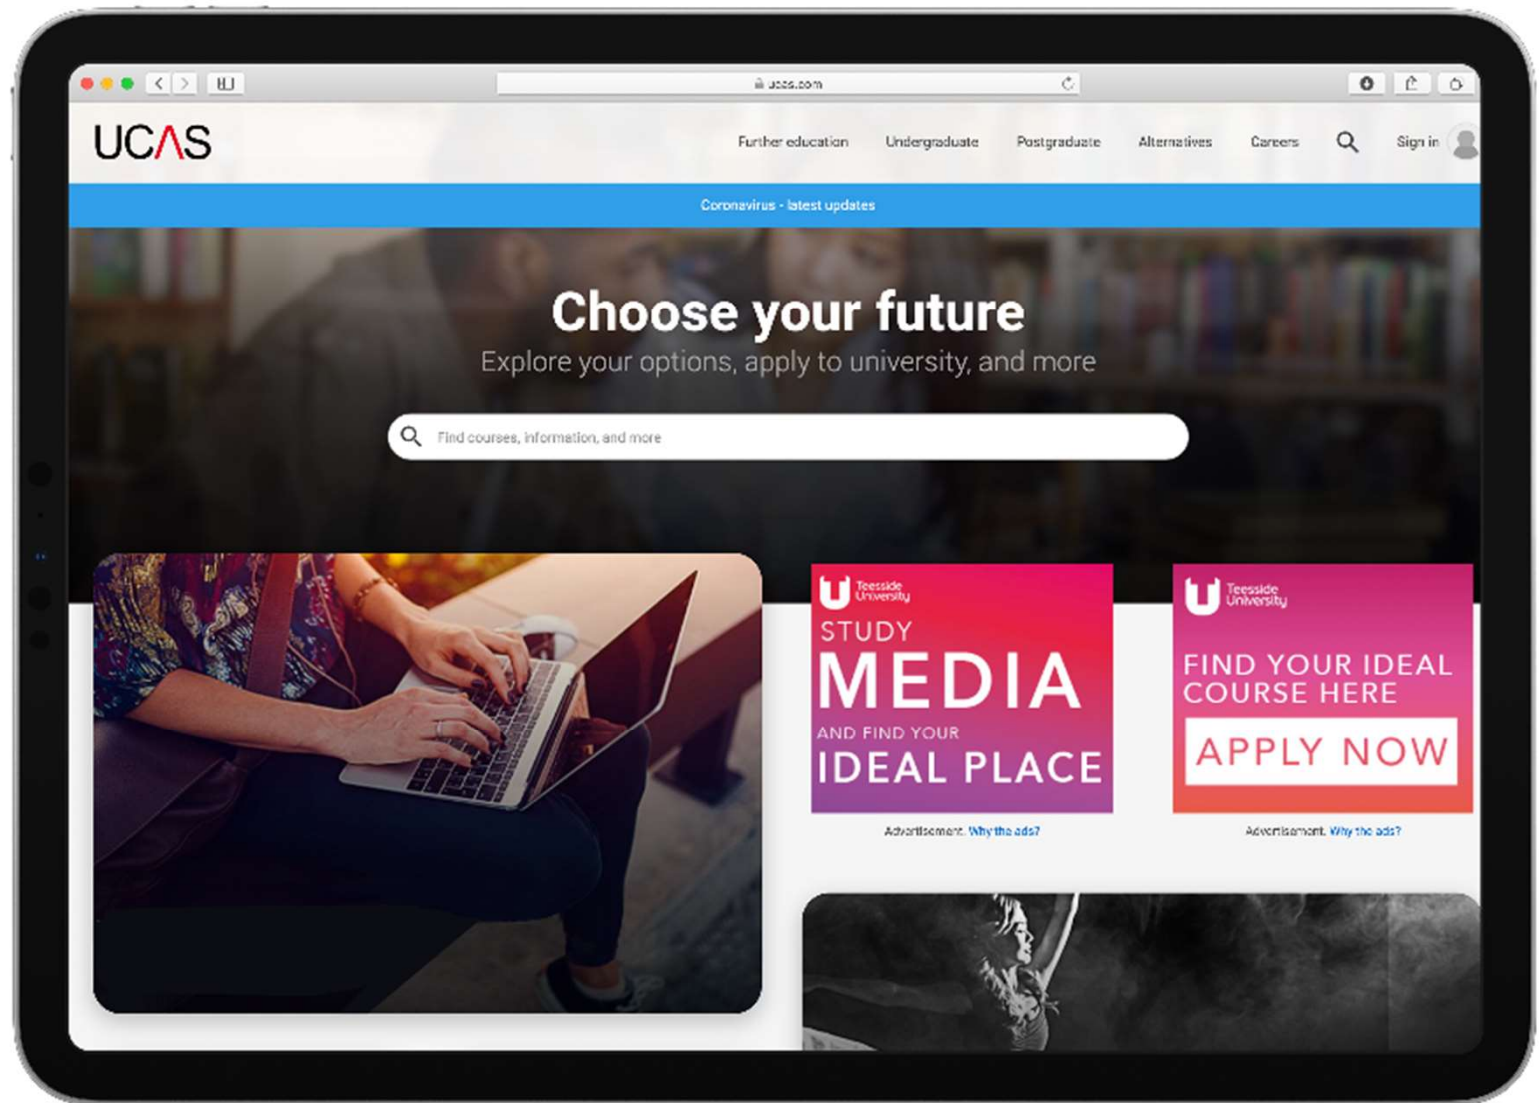 ucas.com
UCAS
Further education Undergraduate Postgraduate Alternatives Careers Sign in
Coronavirus - latest updates
Choose your future
Explore your options, apply to university, and more
Find courses, information, and more
Teesside
University
STUDY
MEDIA
AND FIND YOUR
IDEAL PLACE
Advertisement. Why the ads?
Teesside
University
FIND YOUR IDEAL
COURSE HERE
APPLY NOW
Advertisement. Why the ads?